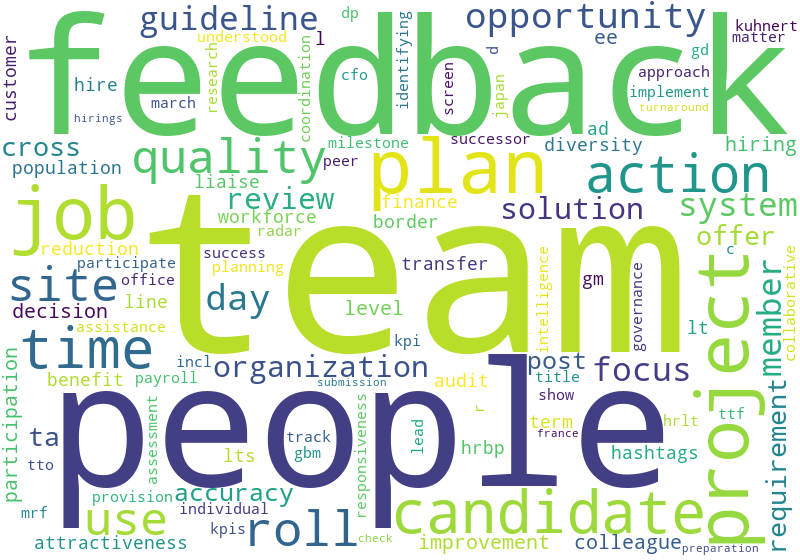 guideline
opportunity
dp
kuhnert
customer
understood
l
ee
matter
feedback
research
coordination
cfo
identifying
screen
d
japan
gd
approach
hire
march
implement
hirings
turnaround
cross
milestone
successor
ad
diversity
hiring
population
quality
peer
plan
action
liaise
job
review
finance
solution
system
workforce
border
radar
offer
reduction
success
team
c
participate
planning
transfer
gm
site
office
day
intelligence
governance
collaborative
decision
line
level
lt
assistance
kpi
project
member
time
incl
organization
post
focus
benefit
payroll
submission
audit
title
participation
people
show
r
term
hrlt
ttf
requirement
assessment
ta
track
lead
france
hashtags
tto
lts
gbm
responsiveness
hrbp
provision
accuracy
candidate
mrf
use
individual
kpis
roll
check
attractiveness
improvement
colleague
preparation